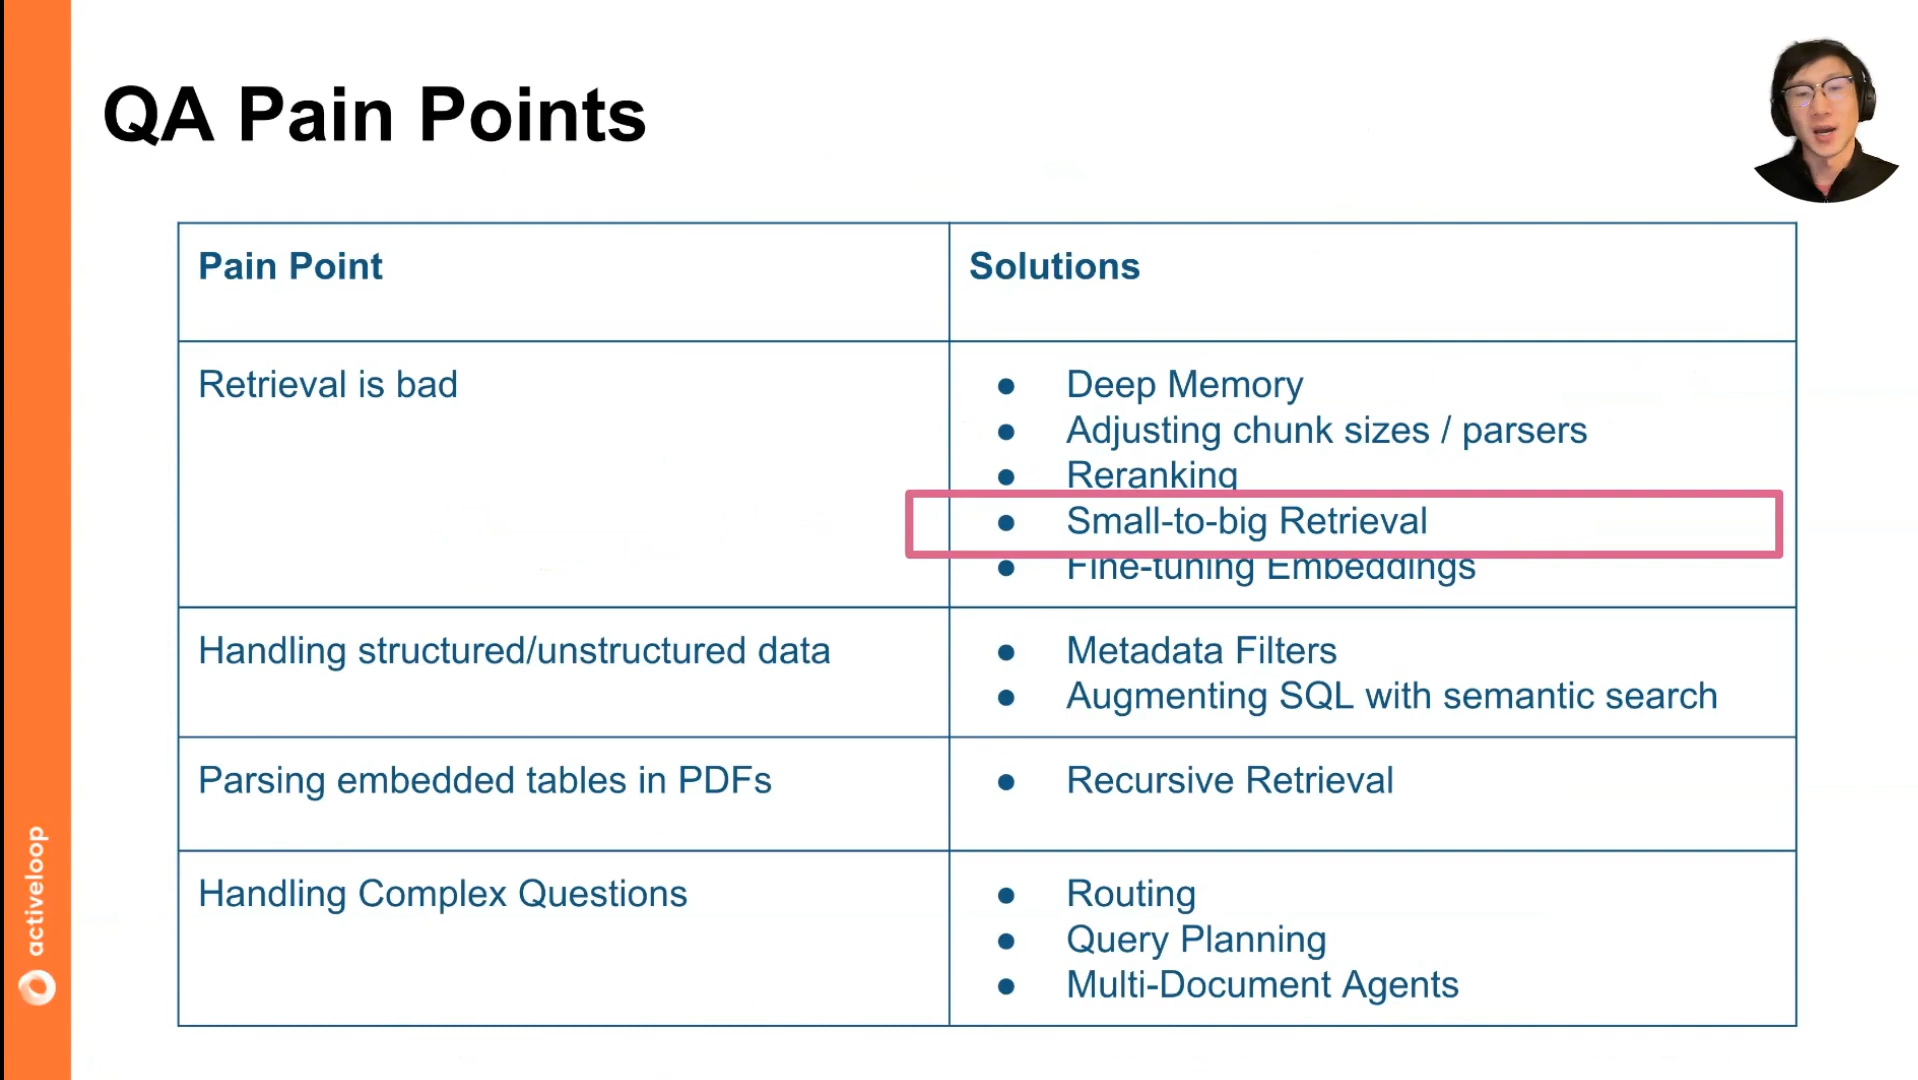 QA Pain Points
Pain Point
Solutions
Retrieval is bad
● Deep Memory
● Adjusting chunk sizes / parsers
● Reranking
● Small-to-big Retrieval
● Fine-tuning Embeddings
Handling structured/unstructured data
● Metadata Filters
● Augmenting SQL with semantic search
Parsing embedded tables in PDFs
● Recursive Retrieval
Handling Complex Questions
● Routing
● Query Planning
● Multi-Document Agents
activeloop